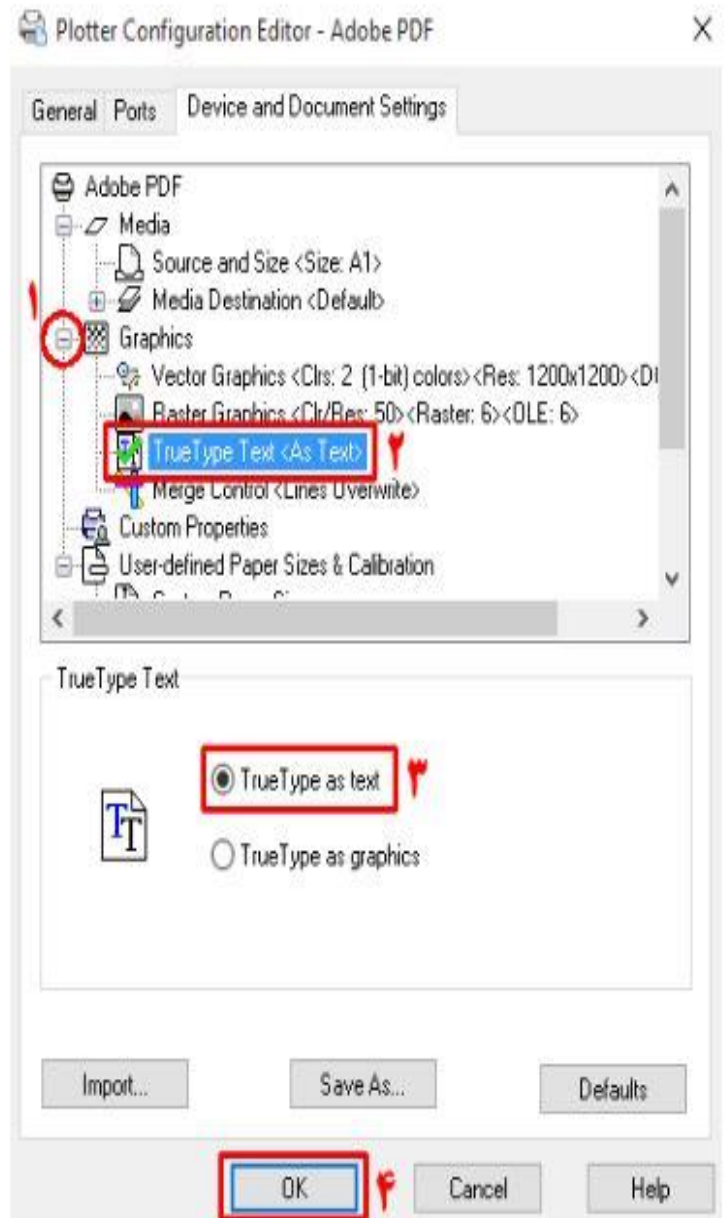 Plotter Configuration Editor - Adobe PDF
General Ports Device and Document Settings
Adobe PDF
Media
Source and Size <Size: A1>
Media Destination <Default>
۱
Graphics
Vector Graphics <Clrs: 2 (1-bit) colors><Res: 1200x1200><D
Raster Graphics <Clr/Res: 50><Raster: 6><OLE: 6>
TrueType Text <As Text> ۲
Merge Control <Lines Overwrite>
Custom Properties
User-defined Paper Sizes & Calibration
TrueType Text
TrueType as text ۳
TrueType as graphics
Import... Save As... Defaults
OK ۴ Cancel Help